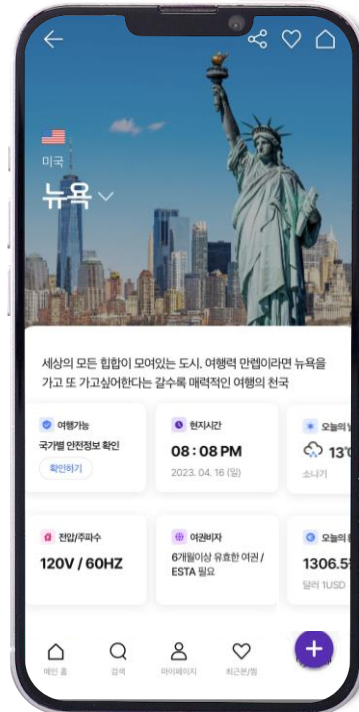 미국
뉴욕
세상의 모든 힙합이 모여있는 도시. 여행력 만렙이라면 뉴욕을
가고 또 가고싶어한다는 갈수록 매력적인 여행의 천국
여행가능
국가별 안전정보 확인
확인하기
현지시간
08 : 08 PM
2023. 04. 16 (일)
오늘의
13°
소나기
전압/주파수
120V / 60HZ
여권비자
6개월이상 유효한 여권 /
ESTA 필요
오늘의
1306.5
달러 1USD
메인 홈
검색
마이페이지
최근본/찜